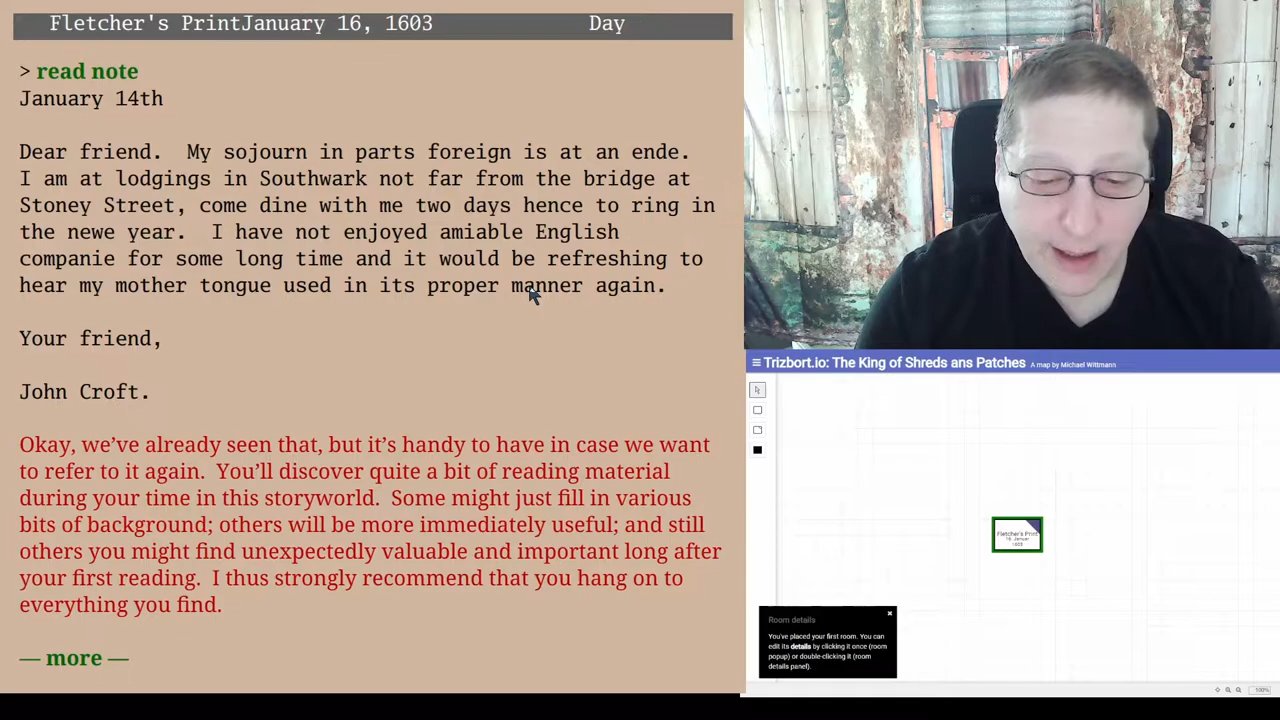 Fletcher's PrintJanuary 16, 1603 Day
> read note
January 14th
Dear friend. My sojourn in parts foreign is at an ende.
I am at lodgings in Southwark not far from the bridge at
Stoney Street, come dine with me two days hence to ring in
the newe year. I have not enjoyed amiable English
companie for some long time and it would be refreshing to
hear my mother tongue used in its proper manner again.
Your friend,
John Croft.
Okay, we've already seen that, but it's handy to have in case we want
to refer to it again. You'll discover quite a bit of reading material
during your time in this storyworld. Some might just fill in various
bits of background; others will be more immediately useful; and still
others you might find unexpectedly valuable and important long after
your first reading. I thus strongly recommend that you hang on to
everything you find.
— more —
≡ Trizbort.io: The King of Shreds ans Patches A map by Michael Wittmann
Fletcher's Print
16. Januar
1603
Room details
You've placed your first room. You can
edit its details by clicking it once (room
popup) or double-clicking it (room
details panel).
100%